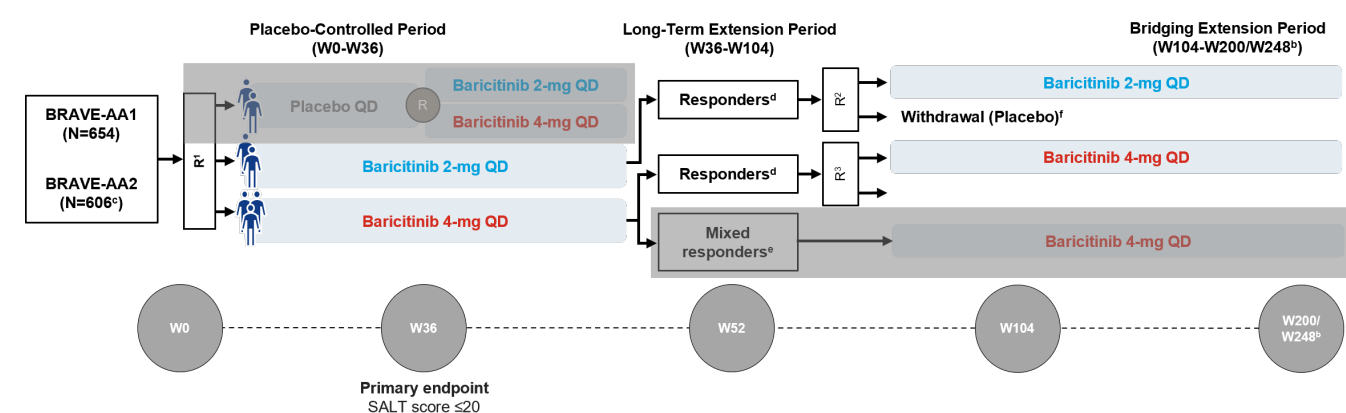 Placebo-Controlled Period
(W0-W36)
Long-Term Extension Period
(W36-W104)
Bridging Extension Period
(W104-W200/W248ᵇ)
BRAVE-AA1
(N=654)
BRAVE-AA2
(N=606ᶜ)
R¹
Placebo QD
R
Baricitinib 2-mg QD
Baricitinib 4-mg QD
Baricitinib 2-mg QD
Baricitinib 4-mg QD
Respondersᵈ
R²
Baricitinib 2-mg QD
Withdrawal (Placebo)ᶠ
Respondersᵈ
R³
Baricitinib 4-mg QD
Mixed
respondersᵉ
Baricitinib 4-mg QD
W0
W36
W52
W104
W200/
W248ᵇ
Primary endpoint
SALT score ≤20